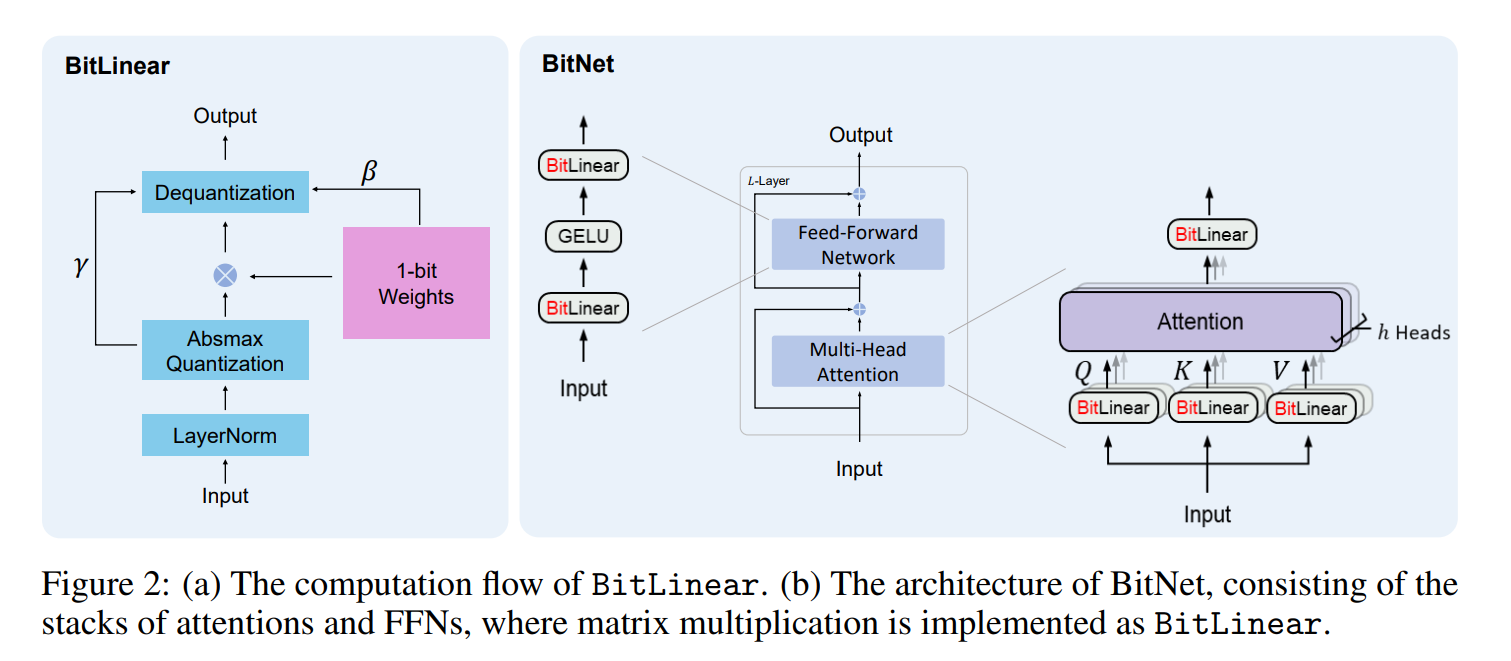 BitLinear
Output
Dequantization
β
γ
1-bit
Weights
Absmax
Quantization
LayerNorm
Input
BitNet
BitLinear
GELU
BitLinear
Input
Output
L-Layer
Feed-Forward
Network
Multi-Head
Attention
Input
BitLinear
Attention
h Heads
Q K V
BitLinear BitLinear BitLinear
Input
Figure 2: (a) The computation flow of BitLinear. (b) The architecture of BitNet, consisting of the
stacks of attentions and FFNs, where matrix multiplication is implemented as BitLinear.